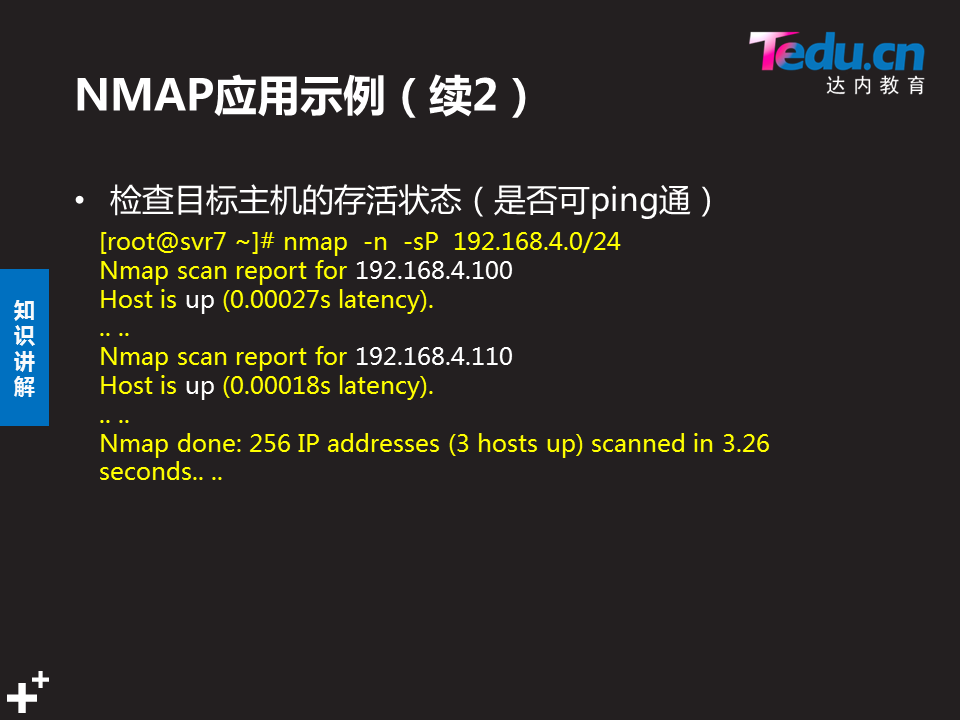 Tedu.cn
达内教育
NMAP应用示例（续2）
• 检查目标主机的存活状态（是否可ping通）
[root@svr7 ~]# nmap  -n  -sP  192.168.4.0/24
Nmap scan report for 192.168.4.100
Host is up (0.00027s latency).
.. ..
Nmap scan report for 192.168.4.110
Host is up (0.00018s latency).
.. ..
Nmap done: 256 IP addresses (3 hosts up) scanned in 3.26
seconds.. ..
知
识
讲
解